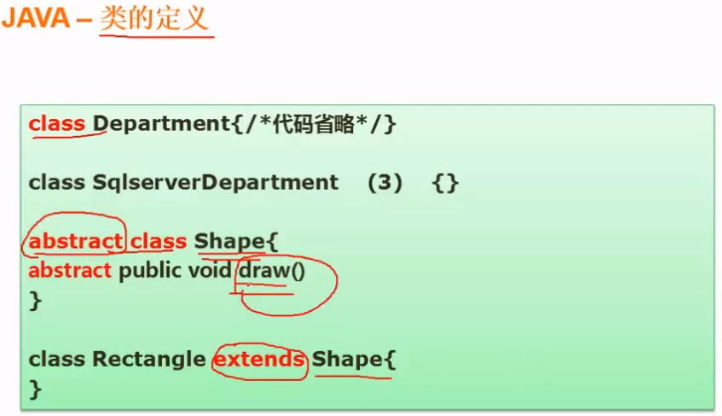 JAVA – 类的定义
class Department{/*代码省略*/}
class SqlserverDepartment (3) {}
abstract class Shape{
abstract public void draw()
}
class Rectangle extends Shape{
}